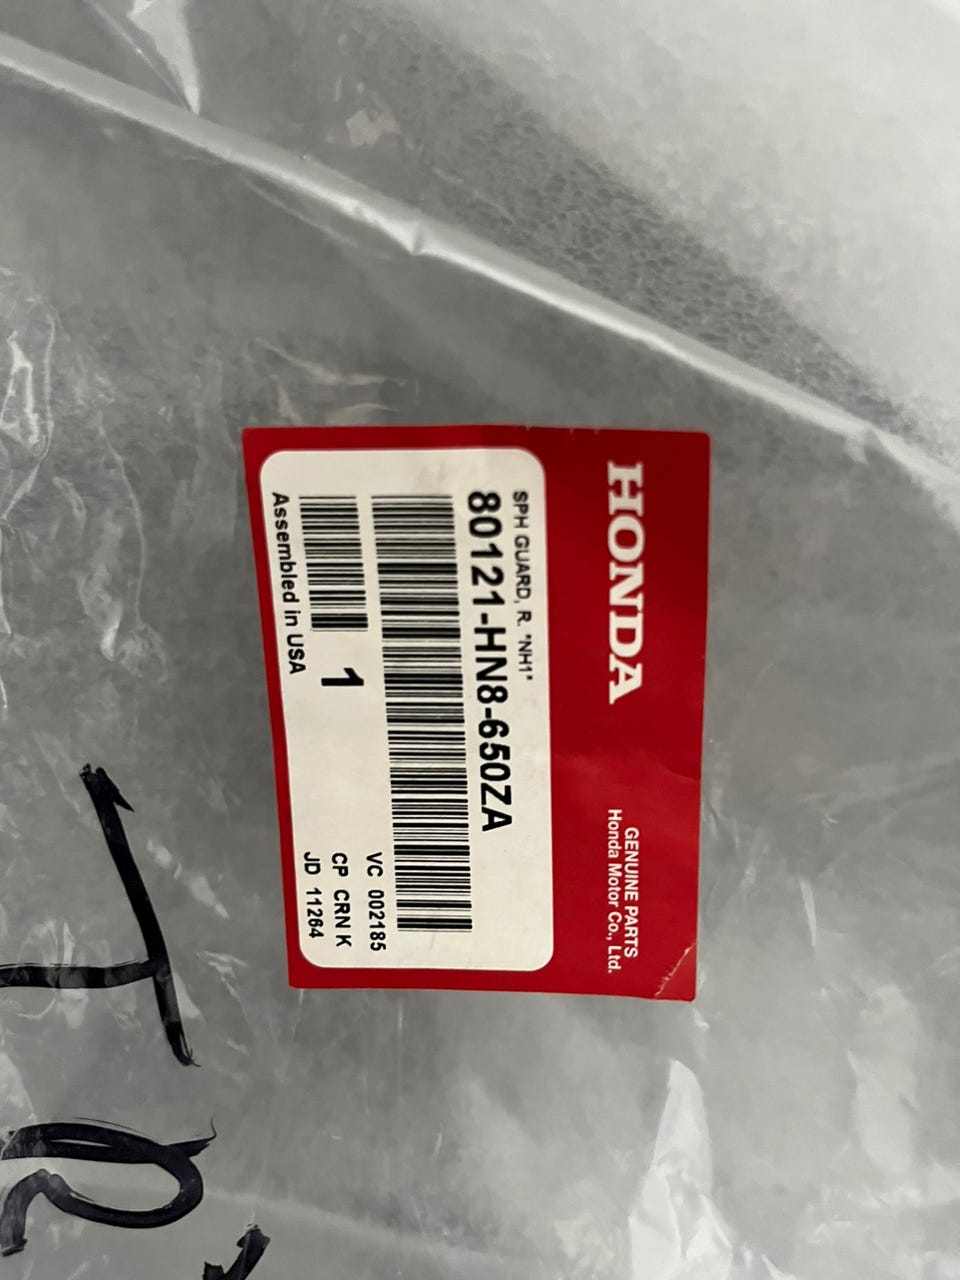 HONDA
GENUINE PARTS
Honda Motor Co., Ltd.
SPH GUARD, R. *NH1*
80121-HN8-650ZA
1
VC 002185
CP CRN K
JD 11264
Assembled in USA
T